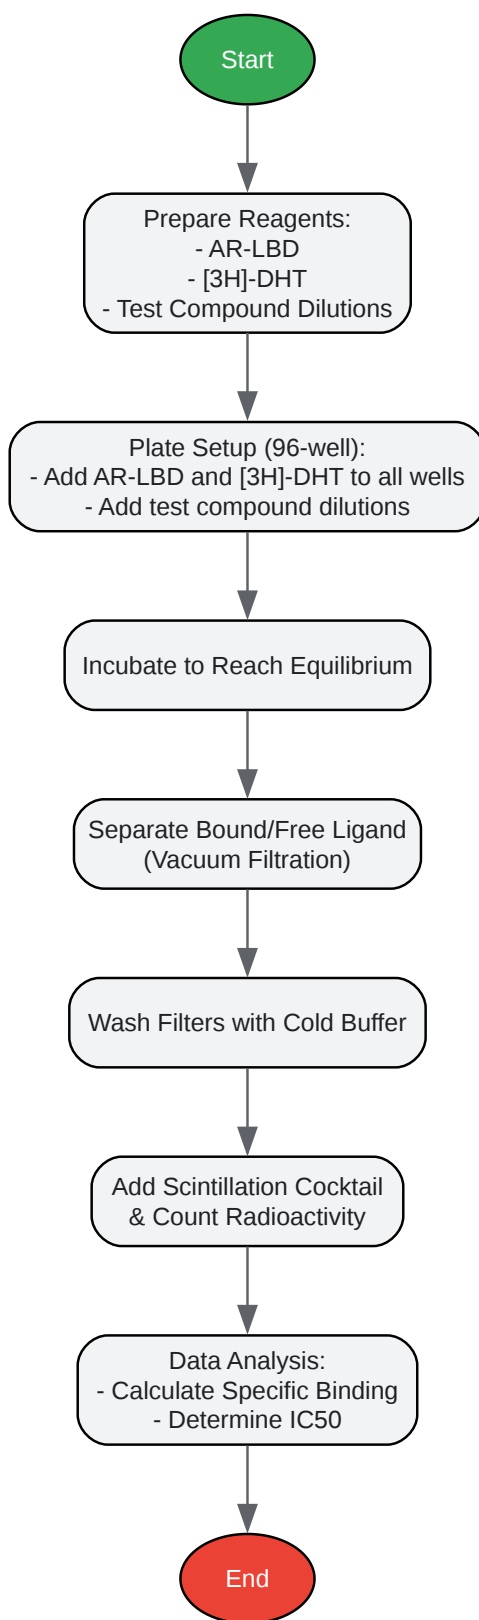 Start
Prepare Reagents:
- AR-LBD
- [3H]-DHT
- Test Compound Dilutions
Plate Setup (96-well):
- Add AR-LBD and [3H]-DHT to all wells
- Add test compound dilutions
Incubate to Reach Equilibrium
Separate Bound/Free Ligand
(Vacuum Filtration)
Wash Filters with Cold Buffer
Add Scintillation Cocktail
& Count Radioactivity
Data Analysis:
- Calculate Specific Binding
- Determine IC50
End